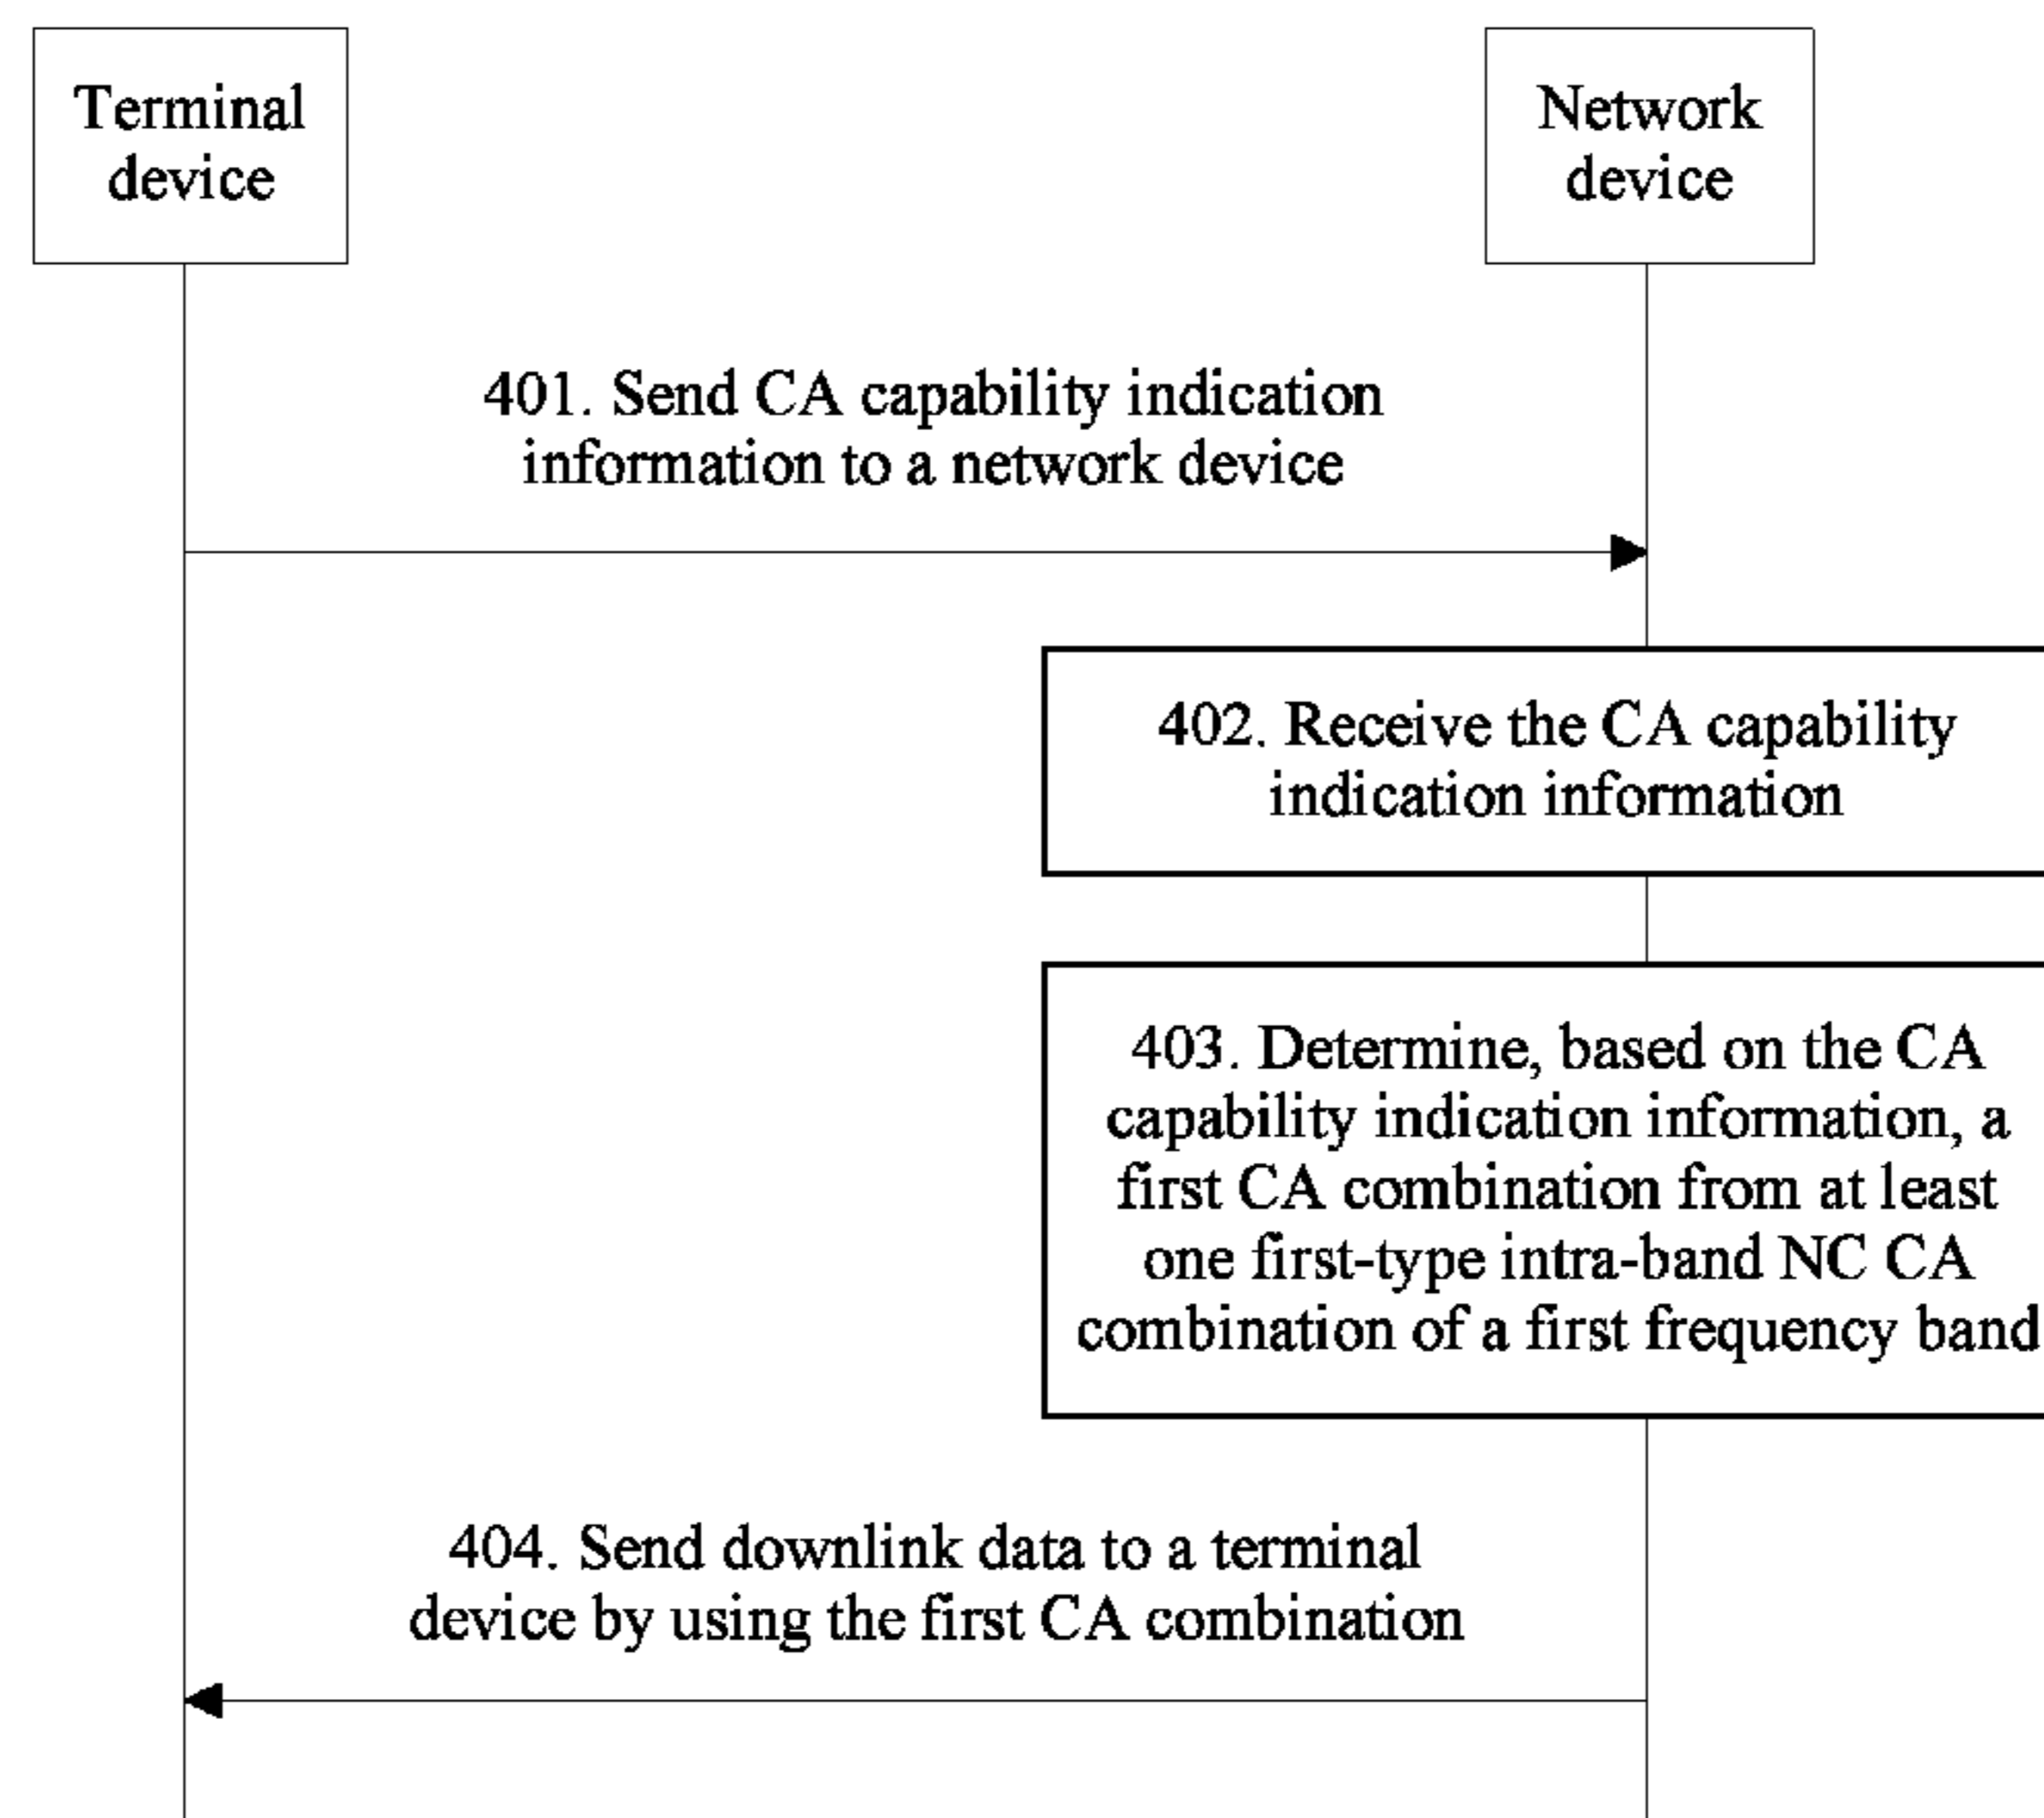 Terminal
device
Network
device
401. Send CA capability indication
information to a network device
402. Receive the CA capability
indication information
403. Determine, based on the CA
capability indication information, a
first CA combination from at least
one first-type intra-band NC CA
combination of a first frequency band
404. Send downlink data to a terminal
device by using the first CA combination